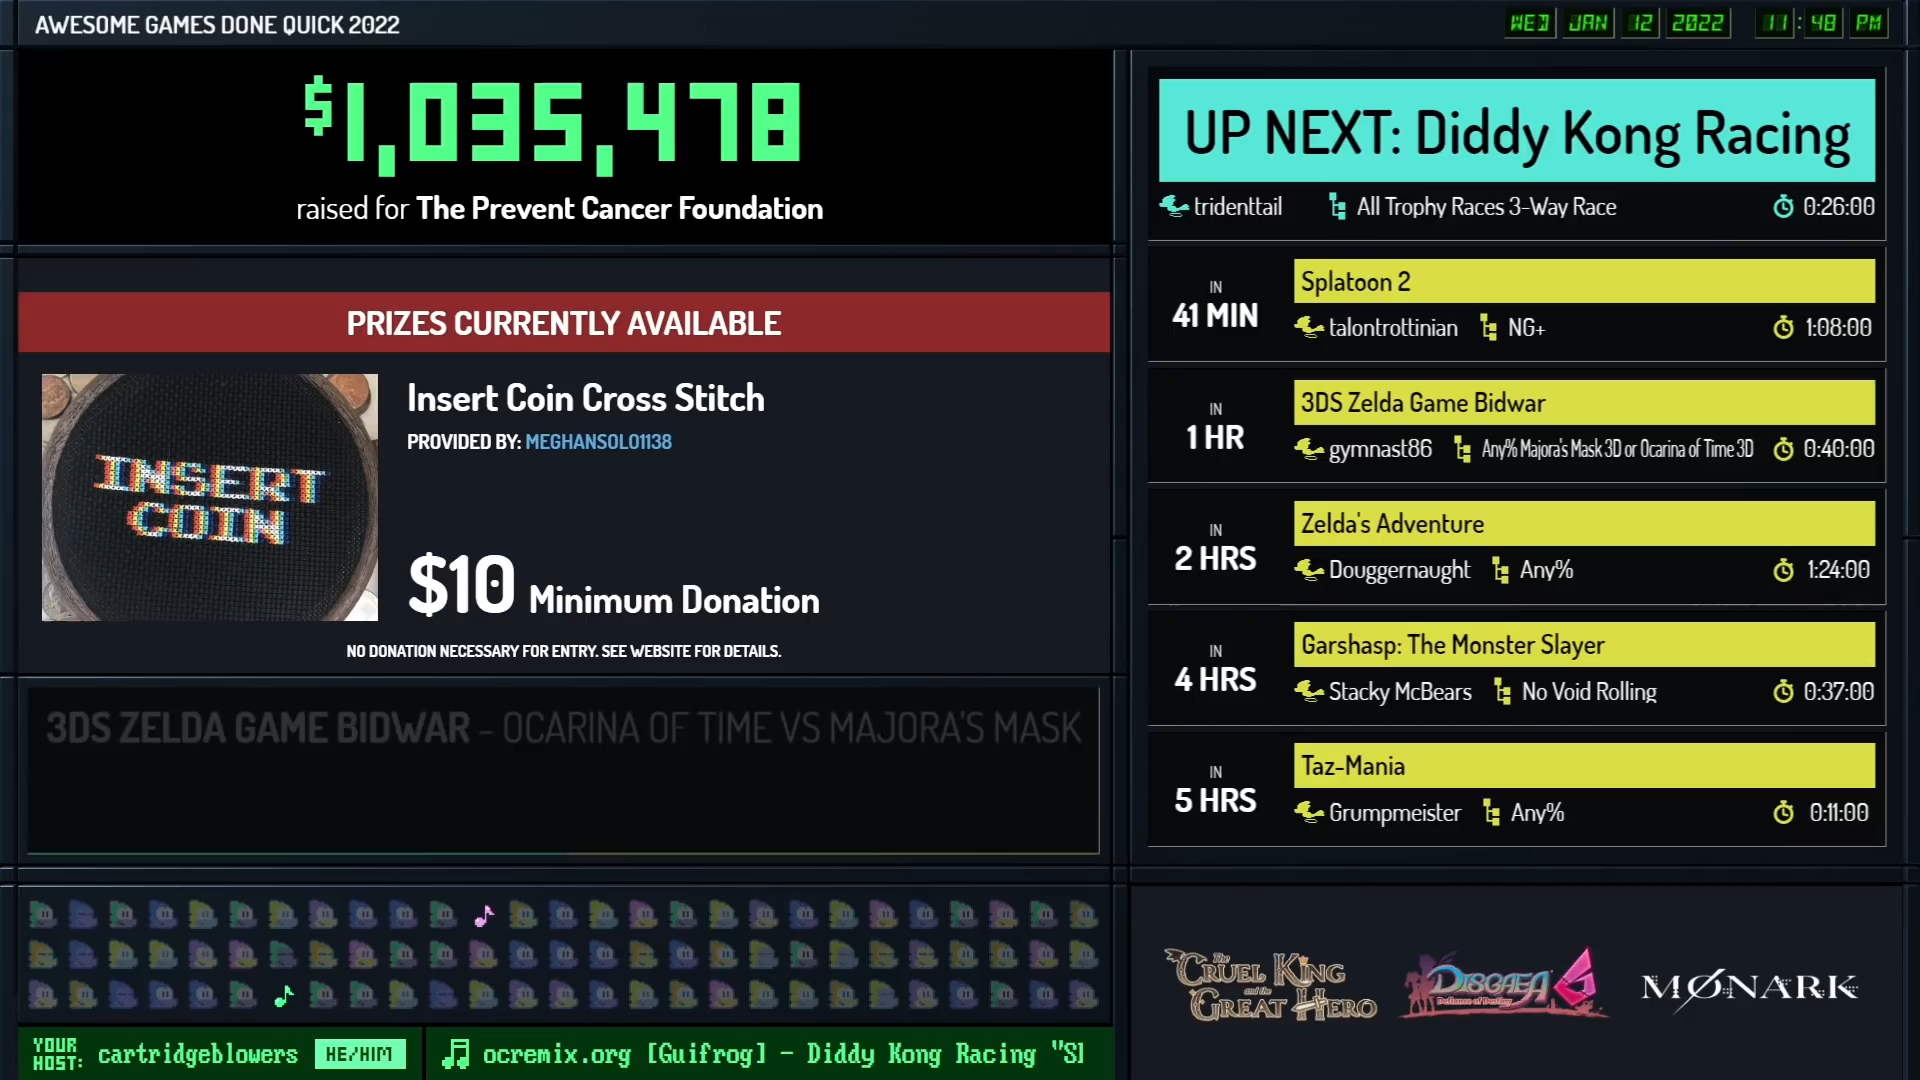 AWESOME GAMES DONE QUICK 2022
WED JAN 12 2022 11:48 PM
$1,035,478
raised for The Prevent Cancer Foundation
PRIZES CURRENTLY AVAILABLE
INSERT
COIN
Insert Coin Cross Stitch
PROVIDED BY: MEGHANSOLO1138
$10 Minimum Donation
NO DONATION NECESSARY FOR ENTRY. SEE WEBSITE FOR DETAILS.
3DS ZELDA GAME BIDWAR – OCARINA OF TIME VS MAJORA'S MASK
UP NEXT: Diddy Kong Racing
tridenttail All Trophy Races 3-Way Race 0:26:00
IN
41 MIN
Splatoon 2
talontrottinian NG+ 1:08:00
IN
1 HR
3DS Zelda Game Bidwar
gymnast86 Any% Majora's Mask 3D or Ocarina of Time 3D 0:40:00
IN
2 HRS
Zelda's Adventure
Douggernaught Any% 1:24:00
IN
4 HRS
Garshasp: The Monster Slayer
Stacky McBears No Void Rolling 0:37:00
IN
5 HRS
Taz-Mania
Grumpmeister Any% 0:11:00
The
CRUEL KING
and the
GREAT HERO
DISGAEA 6
Defiance of Destiny
MONARK
YOUR
HOST: cartridgeblowers HE/HIM
ocremix.org [Guifrog] - Diddy Kong Racing "S